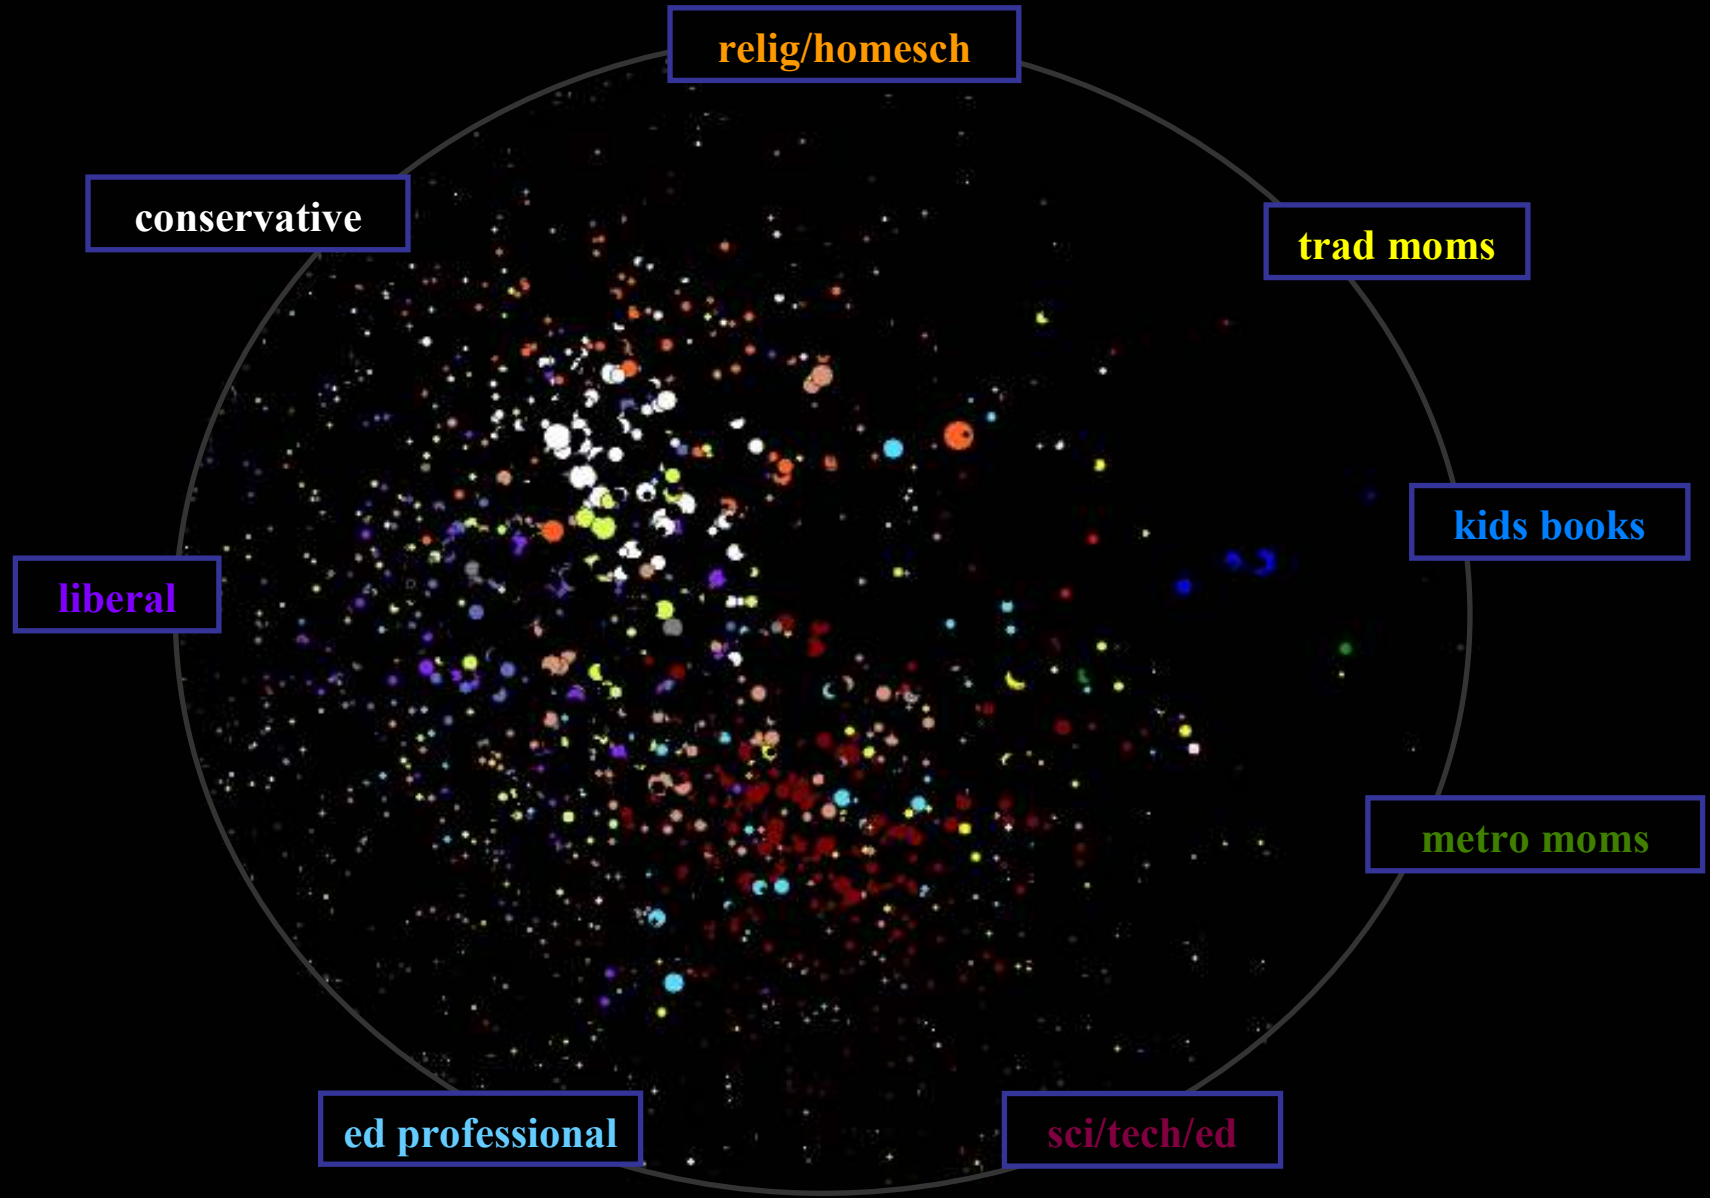 relig/homesch
conservative
trad moms
kids books
liberal
metro moms
ed professional
sci/tech/ed